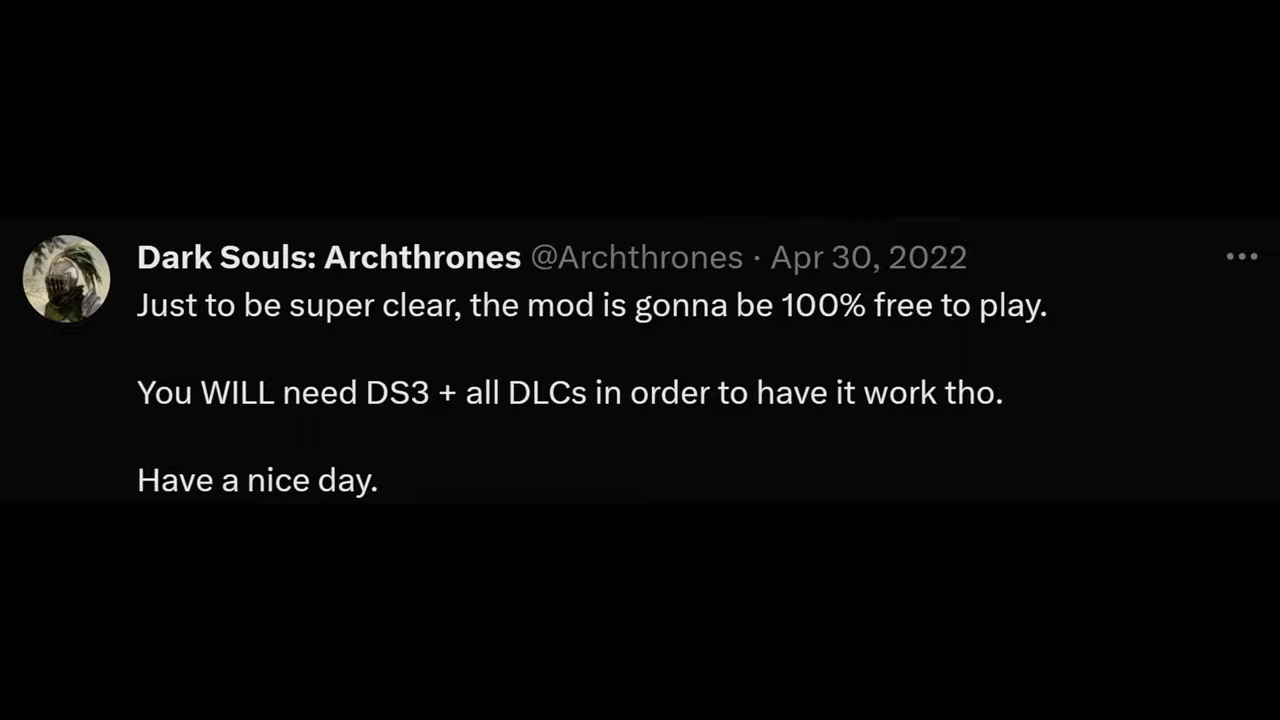 Dark Souls: Archthrones @Archthrones · Apr 30, 2022
Just to be super clear, the mod is gonna be 100% free to play.
You WILL need DS3 + all DLCs in order to have it work tho.
Have a nice day.